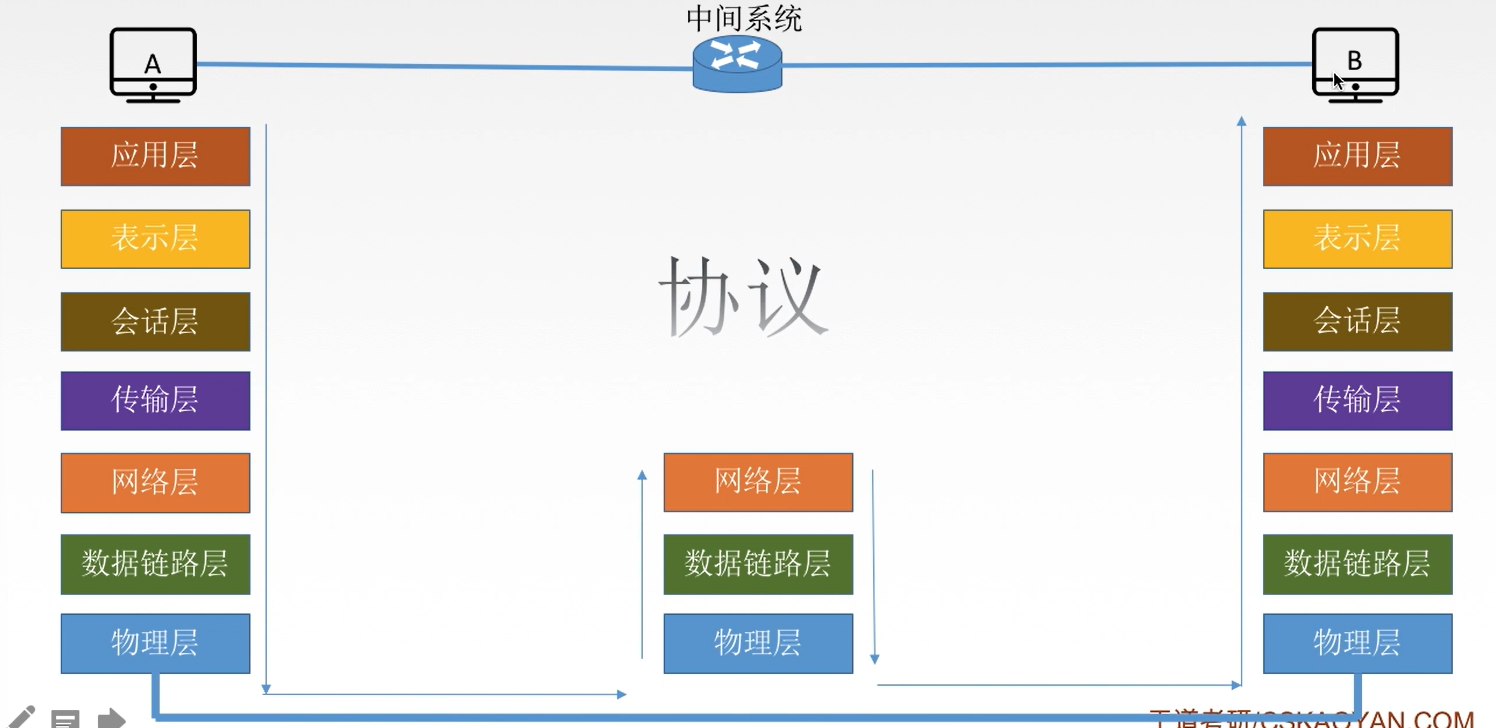 中间系统
A
B
应用层
应用层
表示层
表示层
会话层
会话层
协议
传输层
传输层
网络层
网络层
网络层
数据链路层
数据链路层
数据链路层
物理层
物理层
物理层
王道考研/CSKAOYAN.COM